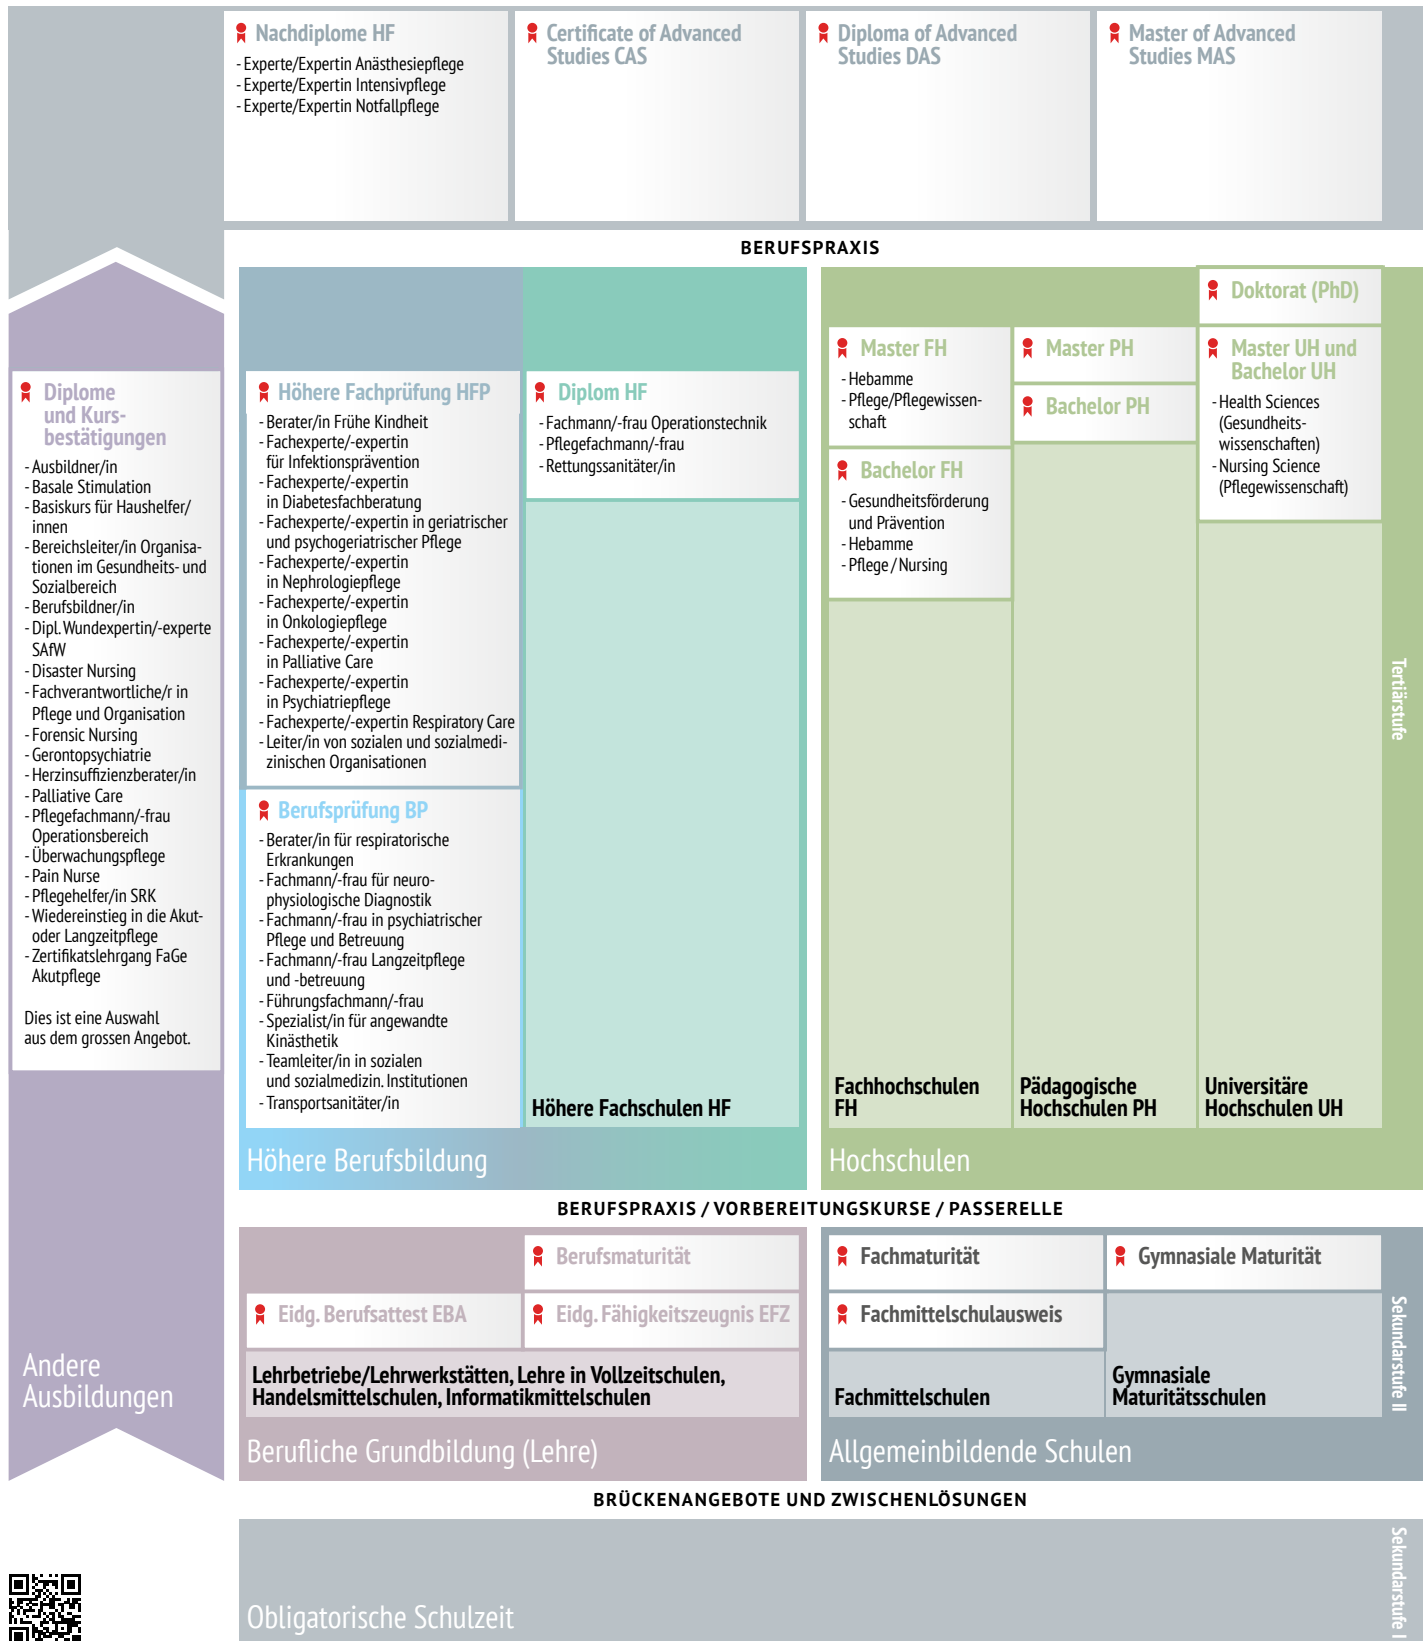 Nachdiplome HF
- Experte/Expertin Anästhesiepflege
- Experte/Expertin Intensivpflege
- Experte/Expertin Notfallpflege
Certificate of Advanced
Studies CAS
Diploma of Advanced
Studies DAS
Master of Advanced
Studies MAS
BERUFSPRAXIS
Diplome
und Kurs-
bestätigungen
- Ausbildner/in
- Basale Stimulation
- Basiskurs für Haushelfer/
innen
- Bereichsleiter/in Organisa-
tionen im Gesundheits- und
Sozialbereich
- Berufsbildner/in
- Dipl. Wundexpertin/-experte
SAfW
- Disaster Nursing
- Fachverantwortliche/r in
Pflege und Organisation
- Forensic Nursing
- Gerontopsychiatrie
- Herzinsuffizienzberater/in
- Palliative Care
- Pflegefachmann/-frau
Operationsbereich
- Überwachungspflege
- Pain Nurse
- Pflegehelfer/in SRK
- Wiedereinstieg in die Akut-
oder Langzeitpflege
- Zertifikatslehrgang FaGe
Akutpflege
Dies ist eine Auswahl
aus dem grossen Angebot.
Andere
Ausbildungen
Höhere Fachprüfung HFP
- Berater/in Frühe Kindheit
- Fachexperte/-expertin
für Infektionsprävention
- Fachexperte/-expertin
in Diabetesfachberatung
- Fachexperte/-expertin in geriatrischer
und psychogeriatrischer Pflege
- Fachexperte/-expertin
in Nephrologiepflege
- Fachexperte/-expertin
in Onkologiepflege
- Fachexperte/-expertin
in Palliative Care
- Fachexperte/-expertin
in Psychiatriepflege
- Fachexperte/-expertin Respiratory Care
- Leiter/in von sozialen und sozialmedi-
zinischen Organisationen
Berufsprüfung BP
- Berater/in für respiratorische
Erkrankungen
- Fachmann/-frau für neuro-
physiologische Diagnostik
- Fachmann/-frau in psychiatrischer
Pflege und Betreuung
- Fachmann/-frau Langzeitpflege
und -betreuung
- Führungsfachmann/-frau
- Spezialist/in für angewandte
Kinästhetik
- Teamleiter/in in sozialen
und sozialmedizin. Institutionen
- Transportsanitäter/in
Diplom HF
- Fachmann/-frau Operationstechnik
- Pflegefachmann/-frau
- Rettungssanitäter/in
Höhere Fachschulen HF
Höhere Berufsbildung
Master FH
- Hebamme
- Pflege/Pflegewissen-
schaft
Bachelor FH
- Gesundheitsförderung
und Prävention
- Hebamme
- Pflege / Nursing
Fachhochschulen
FH
Master PH
Bachelor PH
Pädagogische
Hochschulen PH
Doktorat (PhD)
Master UH und
Bachelor UH
- Health Sciences
(Gesundheits-
wissenschaften)
- Nursing Science
(Pflegewissenschaft)
Universitäre
Hochschulen UH
Hochschulen
Tertiärstufe
BERUFSPRAXIS / VORBEREITUNGSKURSE / PASSERELLE
Berufsmaturität
Eidg. Berufsattest EBA
Eidg. Fähigkeitszeugnis EFZ
Lehrbetriebe/Lehrwerkstätten, Lehre in Vollzeitschulen,
Handelsmittelschulen, Informatikmittelschulen
Berufliche Grundbildung (Lehre)
Fachmaturität
Fachmittelschulausweis
Fachmittelschulen
Gymnasiale Maturität
Gymnasiale
Maturitätsschulen
Allgemeinbildende Schulen
Sekundarstufe II
BRÜCKENANGEBOTE UND ZWISCHENLÖSUNGEN
Obligatorische Schulzeit
Sekundarstufe I